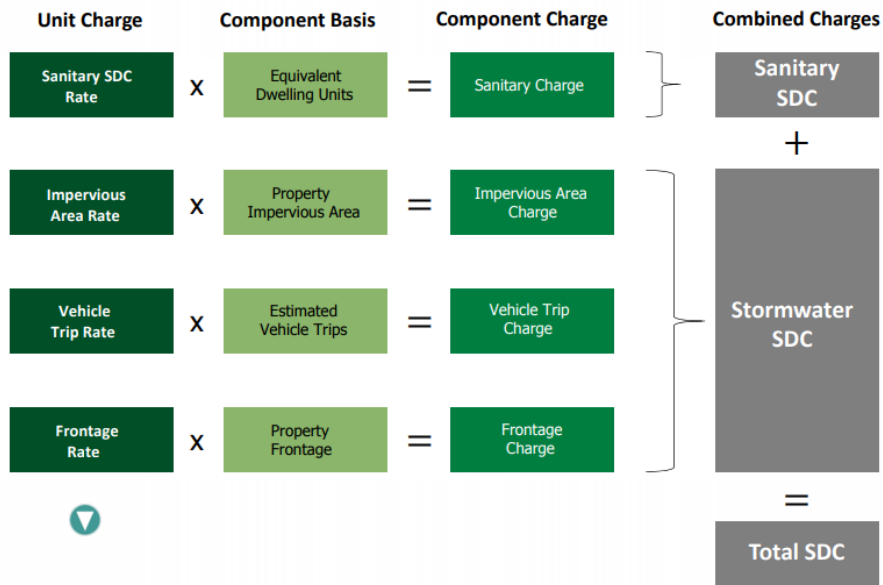 Unit Charge
Component Basis
Component Charge
Combined Charges
Sanitary SDC
Rate
x
Equivalent
Dwelling Units
=
Sanitary Charge
Sanitary
SDC
+
Impervious
Area Rate
x
Property
Impervious Area
=
Impervious Area
Charge
Vehicle
Trip Rate
x
Estimated
Vehicle Trips
=
Vehicle Trip
Charge
Stormwater
SDC
Frontage
Rate
x
Property
Frontage
=
Frontage
Charge
=
Total SDC